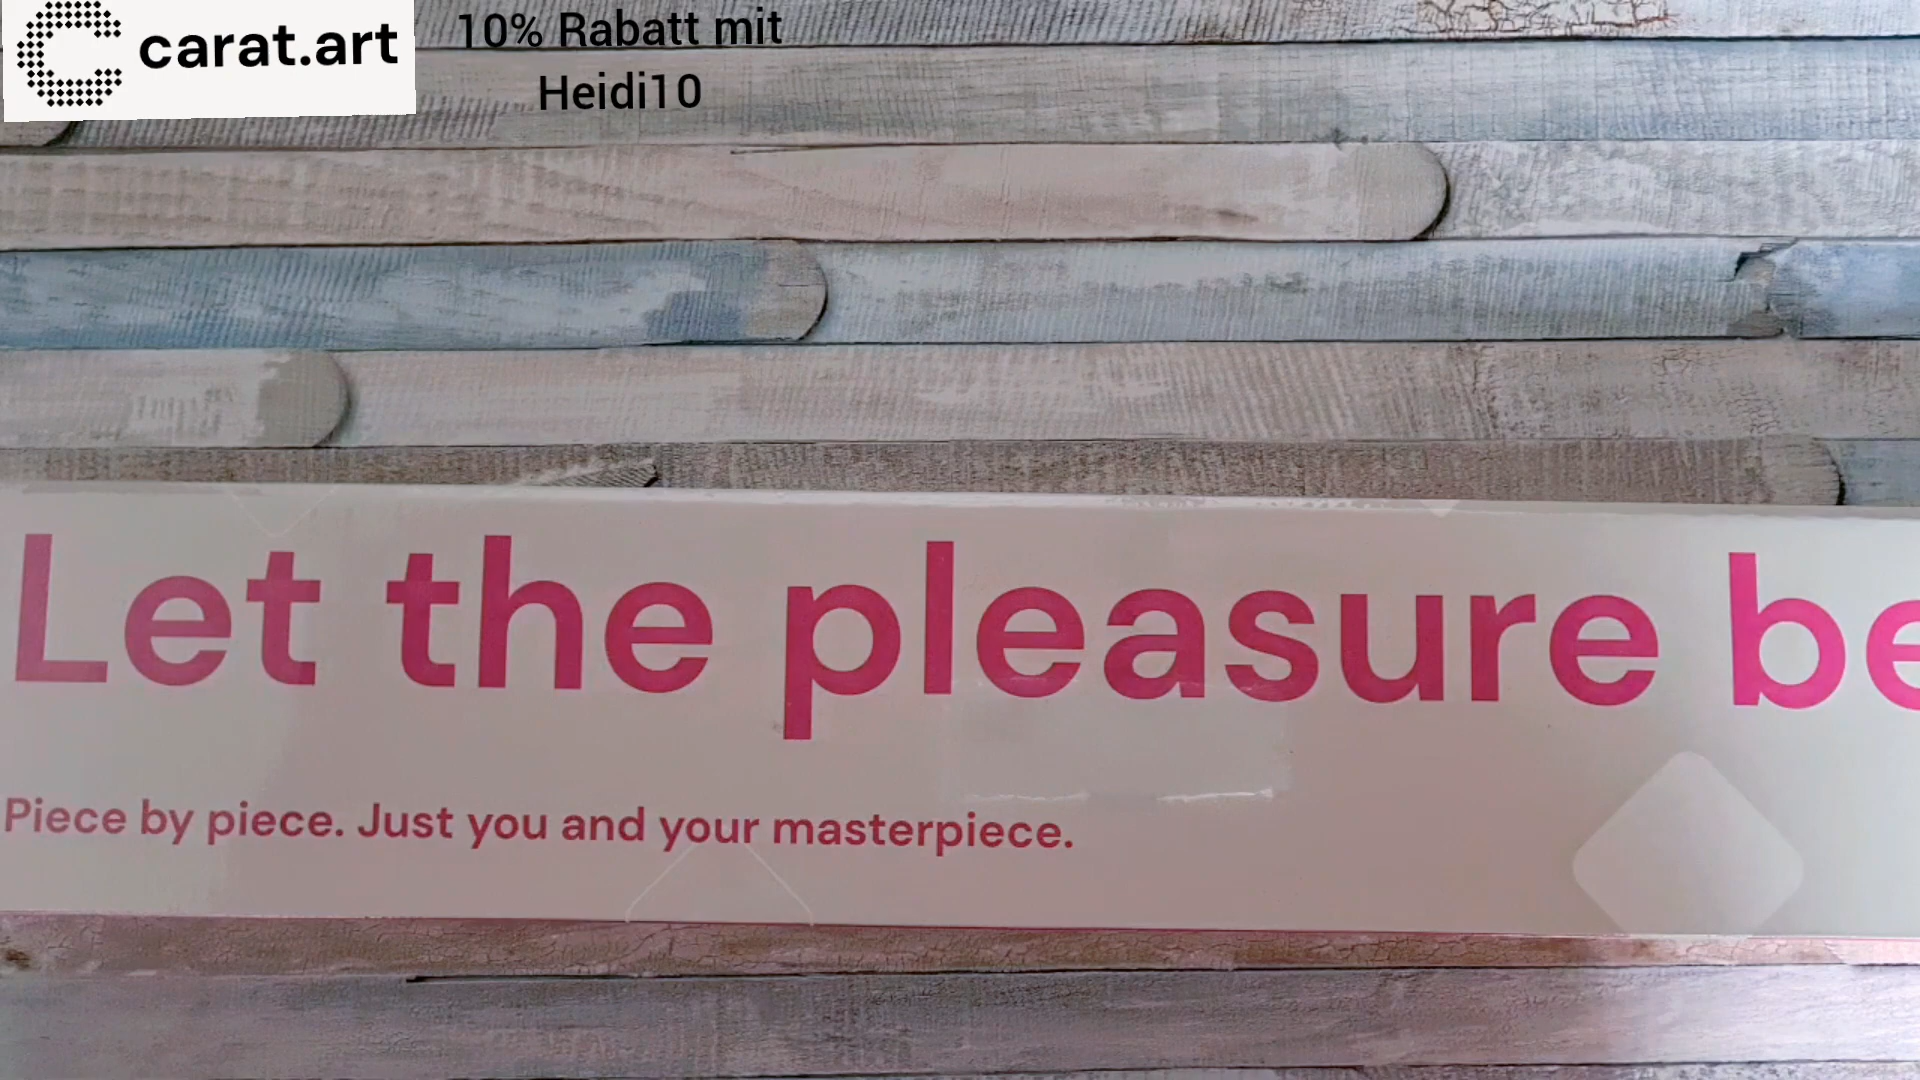 carat.art
10% Rabatt mit
Heidi10
Let the pleasure be
Piece by piece. Just you and your masterpiece.